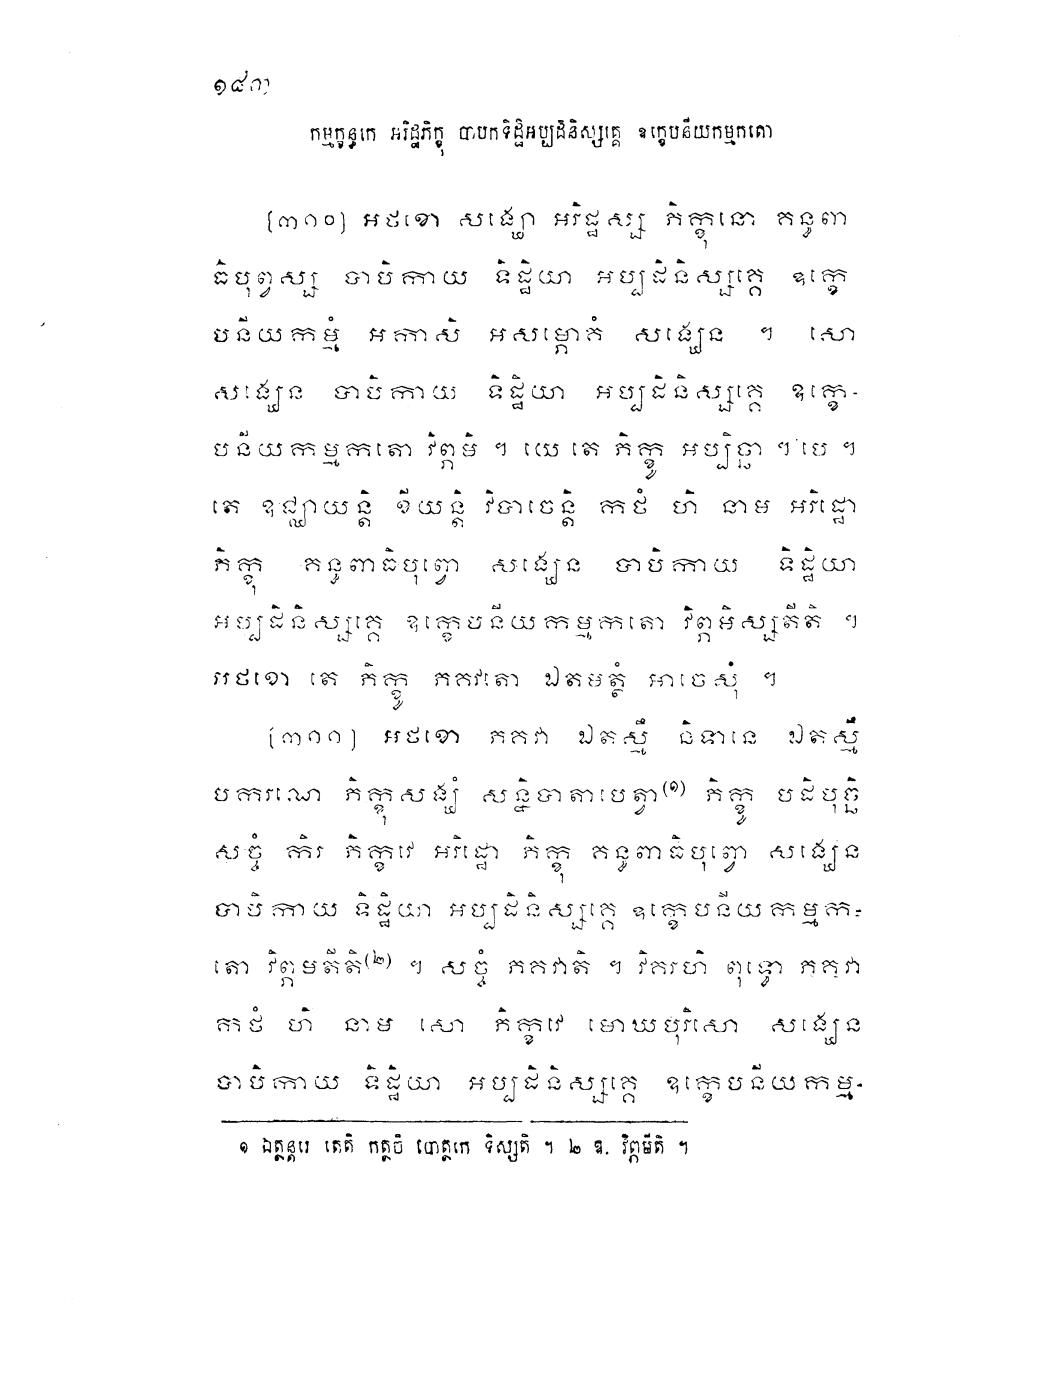 ១៤៣
កម្មក្ខន្ធកេ អរិដ្ឋភិក្ខុ បាបកទិដ្ឋិអប្បដិនិស្សគ្គេ ឧក្ខេបនីយកម្មកតោ
[៣១០] អថខោ សង្ឃោ អរិដ្ឋស្ស ភិក្ខុនោ គន្ធពា
ធិបុព្វស្ស បាបិកាយ ទិដ្ឋិយា អប្បដិនិស្សគ្គេ ឧក្ខេ
បនីយកម្មំ អកាសិ អសម្ភោគំ សង្ឃេន ។ សោ
សង្ឃេន បាបិកាយ ទិដ្ឋិយា អប្បដិនិស្សគ្គេ ឧក្ខេ-
បនីយកម្មកតោ វិព្ភមិ ។ យេ តេ ភិក្ខូ អប្បិច្ឆា ។ បេ ។
តេ ឧជ្ឈាយន្តិ ខីយន្តិ វិបាចេន្តិ កថំ ហិ នាម អរិដ្ឋោ
ភិក្ខុ គន្ធពាធិបុព្វោ សង្ឃេន បាបិកាយ ទិដ្ឋិយា
អប្បដិនិស្សគ្គេ ឧក្ខេបនីយកម្មកតោ វិព្ភមិស្សតីតិ ។
អថខោ តេ ភិក្ខូ ភគវតោ ឯតមត្ថំ អារោចេសុំ ។
[៣១១] អថខោ ភគវា ឯតស្មឹ និទានេ ឯតស្មឹ
បករណេ ភិក្ខុសង្ឃំ សន្និបាតាបេត្វា(១) ភិក្ខូ បដិបុច្ឆិ
សច្ចំ កិរ ភិក្ខវេ អរិដ្ឋោ ភិក្ខុ គន្ធពាធិបុព្វោ សង្ឃេន
បាបិកាយ ទិដ្ឋិយា អប្បដិនិស្សគ្គេ ឧក្ខេបនីយកម្មក-
តោ វិព្ភមតីតិ(២) ។ សច្ចំ ភគវាតិ ។ វិគរហិ ពុទ្ធោ ភគវា
កថំ ហិ នាម សោ ភិក្ខវេ មោឃបុរិសោ សង្ឃេន
បាបិកាយ ទិដ្ឋិយា អប្បដិនិស្សគ្គេ ឧក្ខេបនីយកម្ម-
១ ឯត្ថន្តរេ តេតិ កត្ថចិ បោត្ថកេ ទិស្សតិ ។ ២ ឱ. វិព្ភមីតិ ។